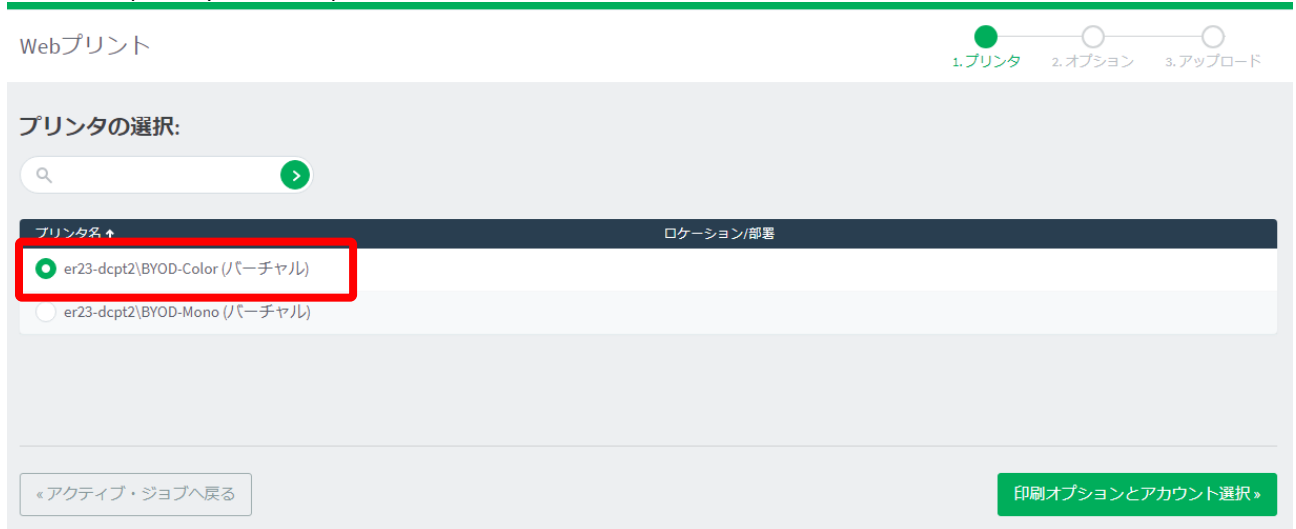 Webプリント
1.プリンタ 2.オプション 3.アップロード
プリンタの選択:
プリンタ名↑ ロケーション/部署
er23-dcpt2\BYOD-Color (バーチャル)
er23-dcpt2\BYOD-Mono (バーチャル)
«アクティブ・ジョブへ戻る 印刷オプションとアカウント選択»